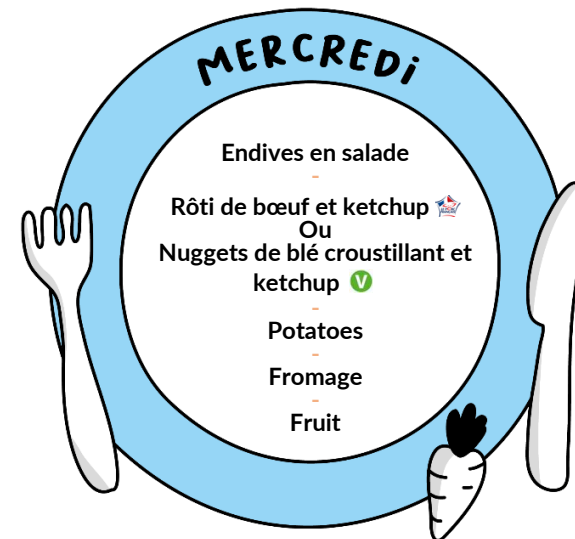 MERCREDi
Endives en salade
-
Rôti de bœuf et ketchup
Ou
Nuggets de blé croustillant et
ketchup V
-
Potatoes
-
Fromage
-
Fruit